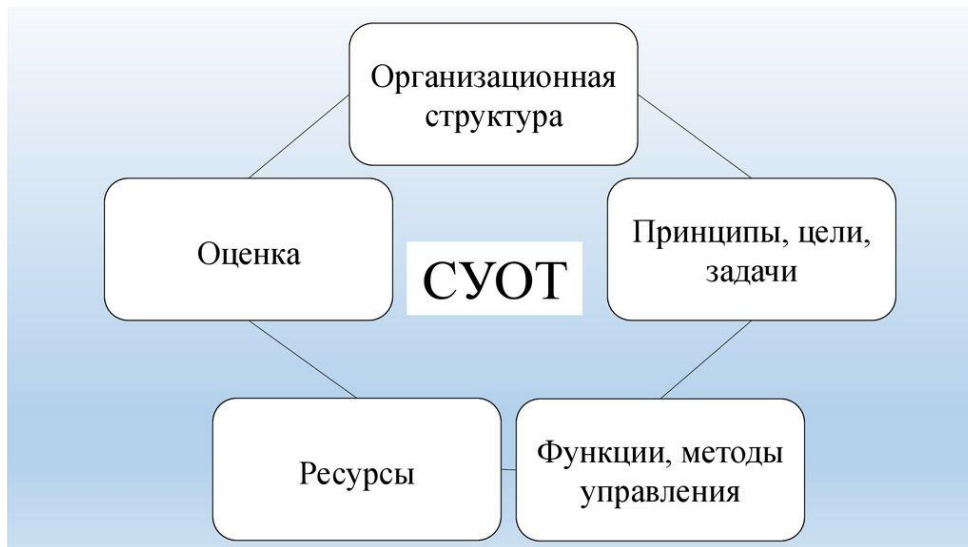 Организационная
структура
Оценка
Принципы, цели,
задачи
СУОТ
Ресурсы
Функции, методы
управления